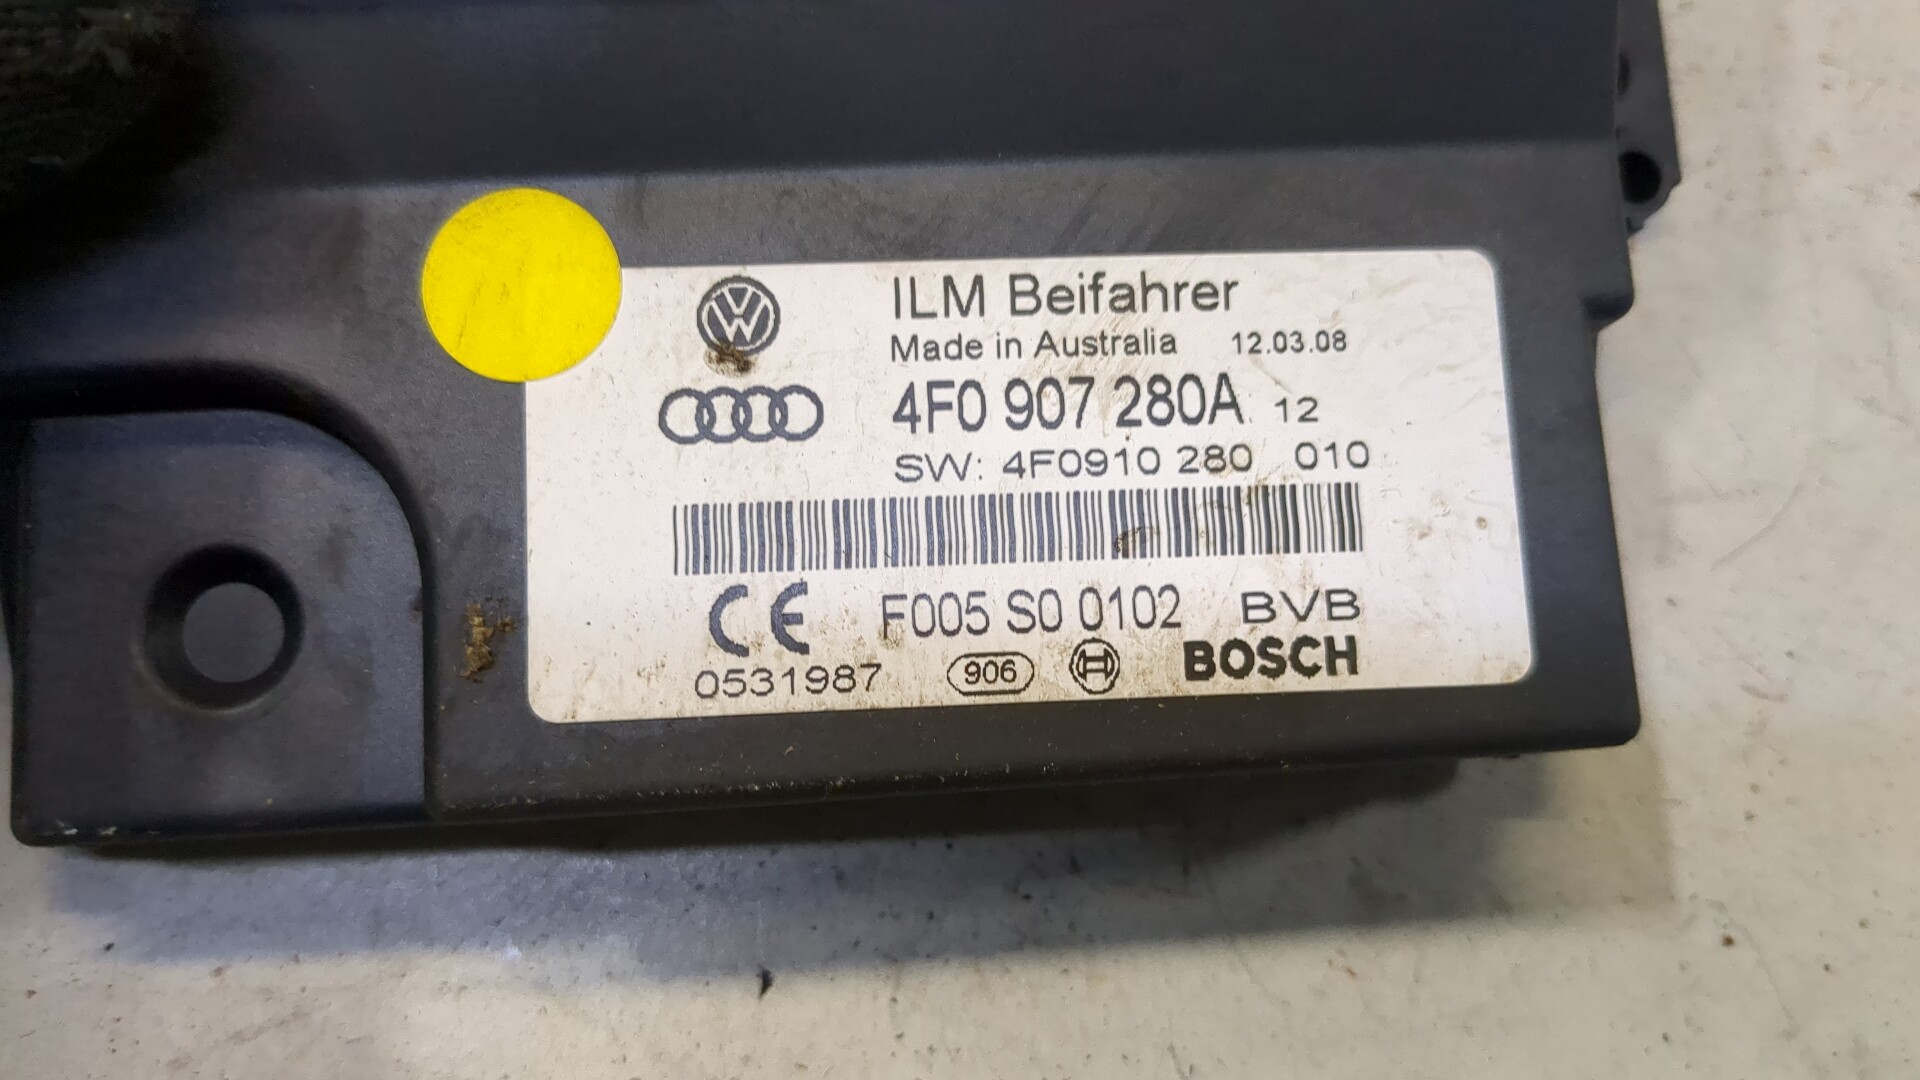 ILM Beifahrer
Made in Australia 12.03.08
4F0 907 280A 12
SW: 4F0910 280 010
CE F005 S0 0102 BVB
0531987 906 BOSCH